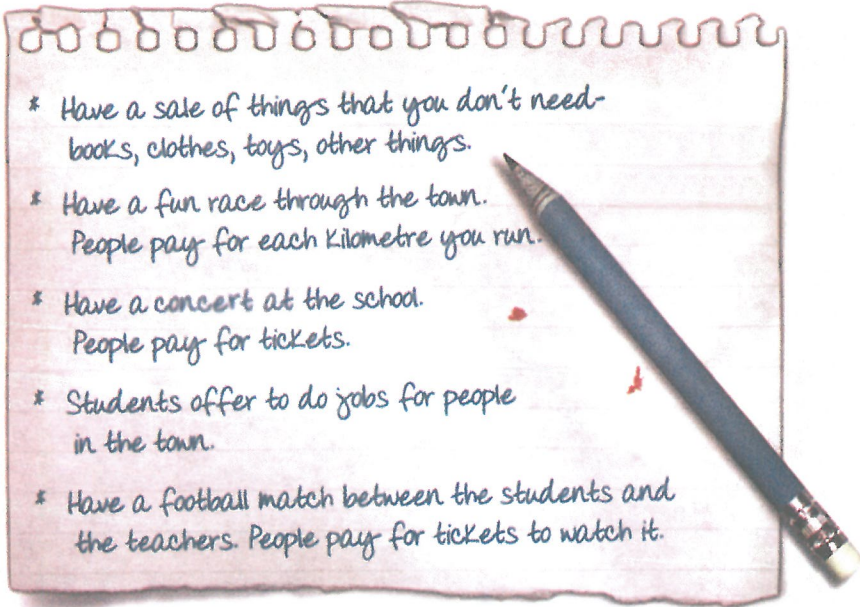 * Have a sale of things that you don't need-
books, clothes, toys, other things.
* Have a fun race through the town.
People pay for each kilometre you run.
* Have a concert at the school.
People pay for tickets.
* Students offer to do jobs for people
in the town.
* Have a football match between the students and
the teachers. People pay for tickets to watch it.